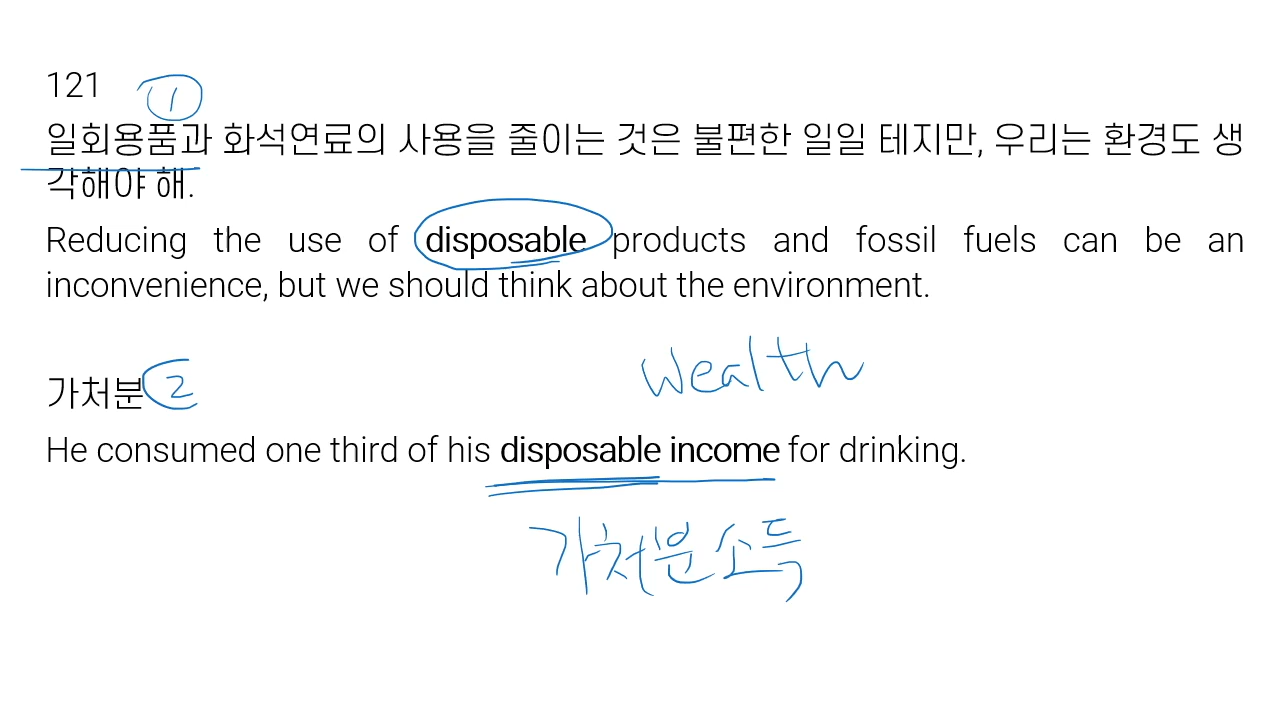 121
①
일회용품과 화석연료의 사용을 줄이는 것은 불편한 일일 테지만, 우리는 환경도 생
각해야 해.
Reducing the use of disposable products and fossil fuels can be an
inconvenience, but we should think about the environment.
wealth
가처분 ②
He consumed one third of his disposable income for drinking.
가처분소득